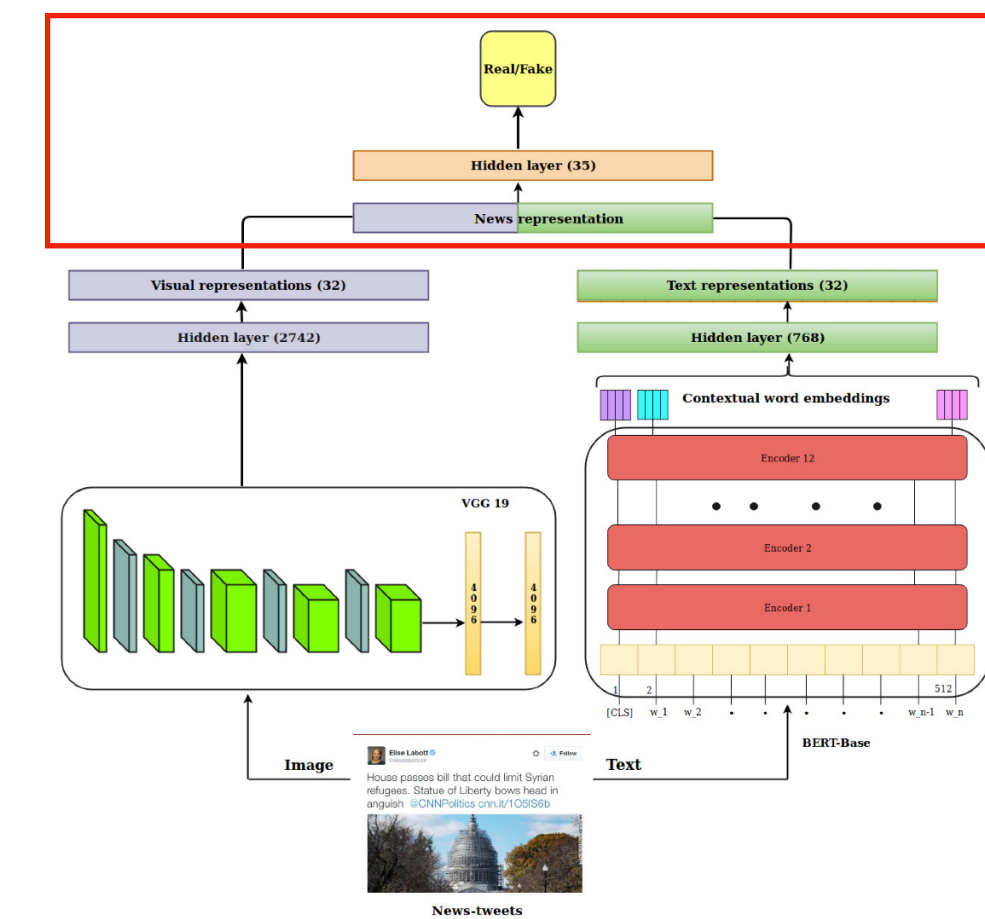 Real/Fake
Hidden layer (35)
News representation
Visual representations (32)
Text representations (32)
Hidden layer (2742)
Hidden layer (768)
Contextual word embeddings
VGG 19
4096
4096
Encoder 12
Encoder 2
Encoder 1
1 2 512
[CLS] w_1 w_2 w_n-1 w_n
BERT-Base
Image
Text
Elise Labott
Follow
House passes bill that could limit Syrian
refugees. Statue of Liberty bows head in
anguish @CNNPolitics cnn.it/1O5IS6b
News-tweets